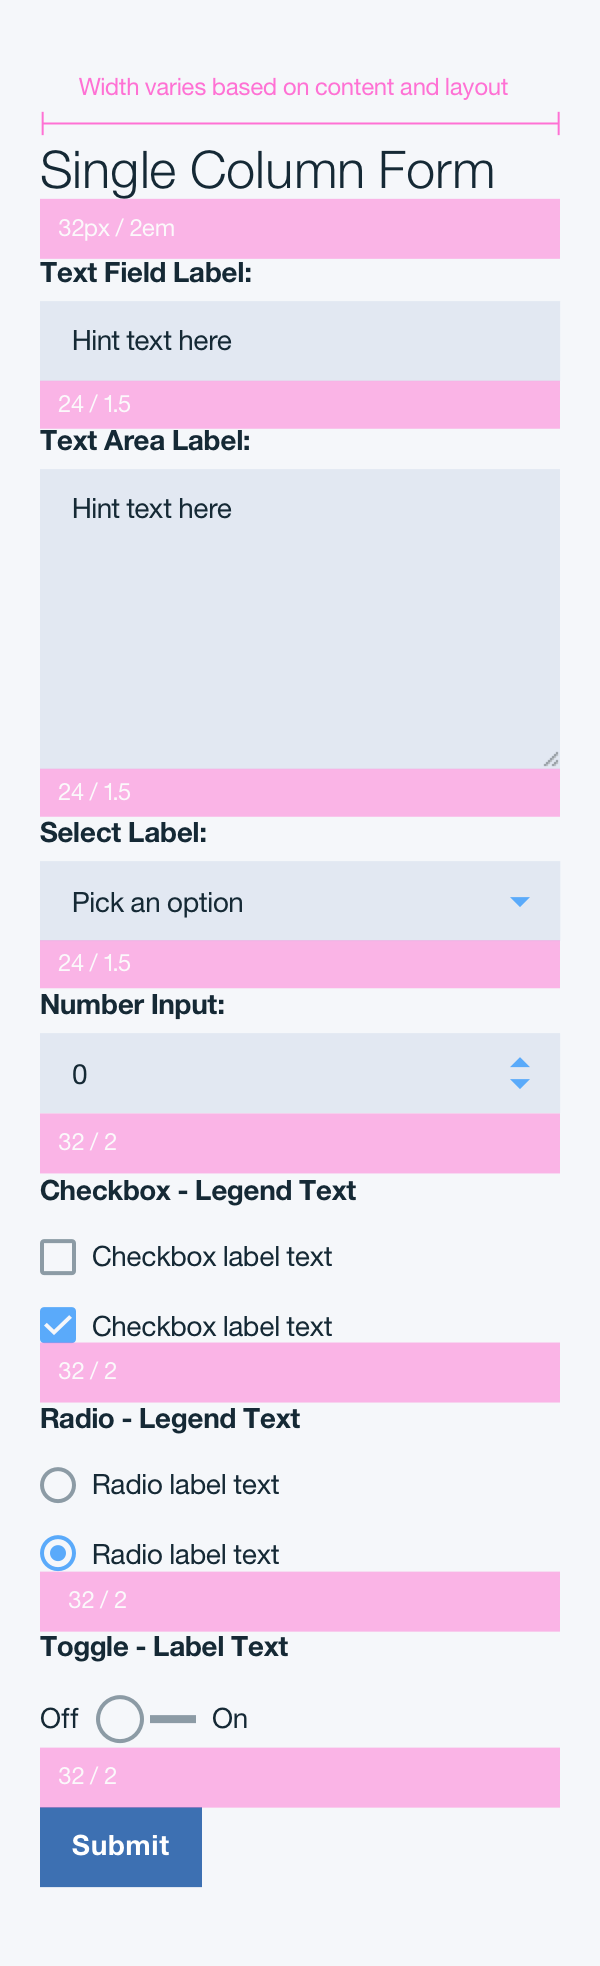 Width varies based on content and layout
Single Column Form
32px / 2em
Text Field Label:
Hint text here
24 / 1.5
Text Area Label:
Hint text here
24 / 1.5
Select Label:
Pick an option
24 / 1.5
Number Input:
0
32 / 2
Checkbox - Legend Text
Checkbox label text
Checkbox label text
32 / 2
Radio - Legend Text
Radio label text
Radio label text
32 / 2
Toggle - Label Text
Off On
32 / 2
Submit